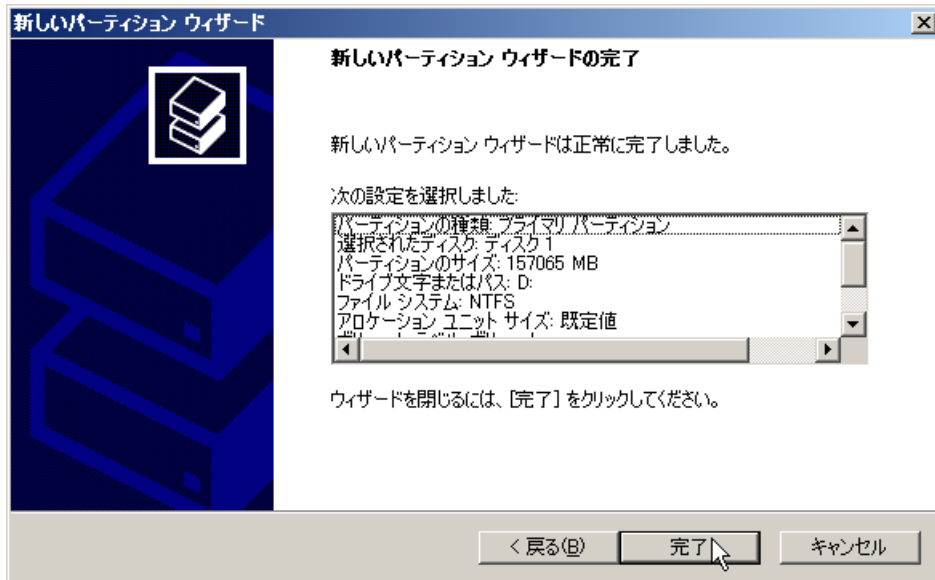 新しいパーティション ウィザード
新しいパーティション ウィザードの完了
新しいパーティション ウィザードは正常に完了しました。
次の設定を選択しました:
パーティションの種類: プライマリ パーティション
選択されたディスク: ディスク 1
パーティションのサイズ: 157065 MB
ドライブ文字またはパス: D:
ファイル システム: NTFS
アロケーション ユニット サイズ: 既定値
ウィザードを閉じるには、[完了] をクリックしてください。
< 戻る(B)
完了
キャンセル